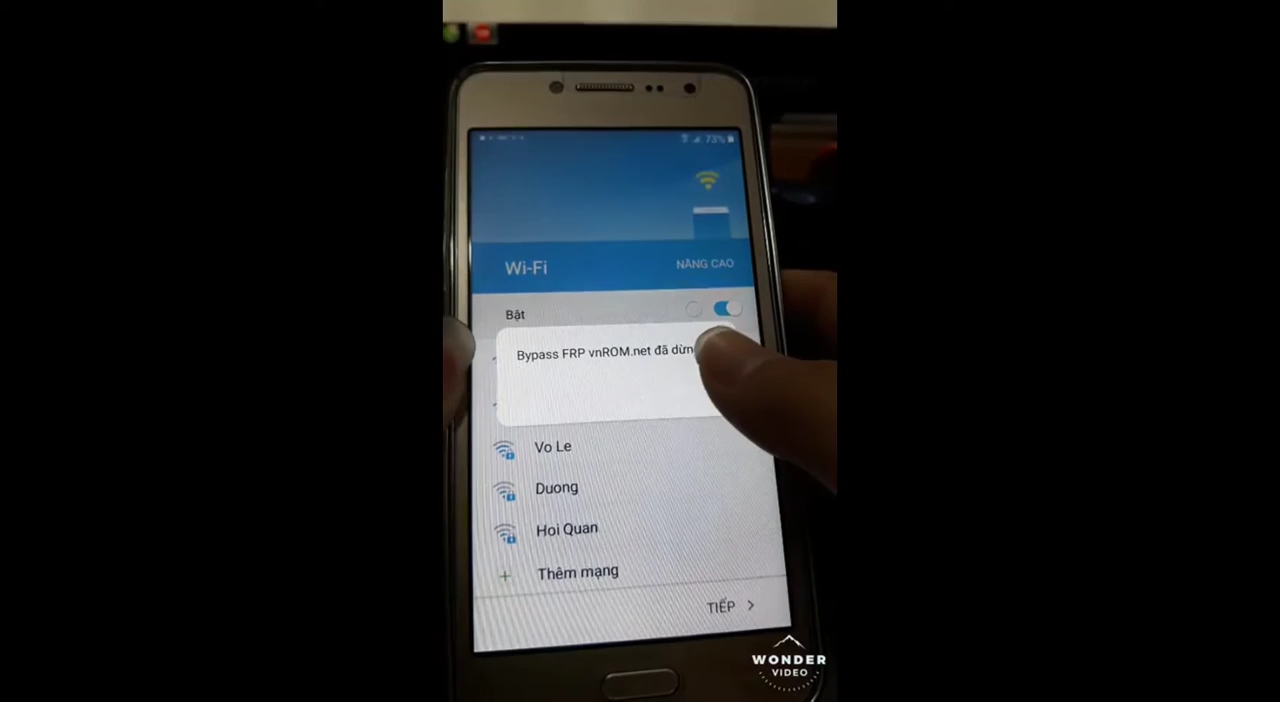 73%
Wi-Fi
NÂNG CAO
Bật
Bypass FRP vnROM.net đã
Vo Le
Duong
Hoi Quan
Thêm mạng
TIẾP
WONDER
VIDEO